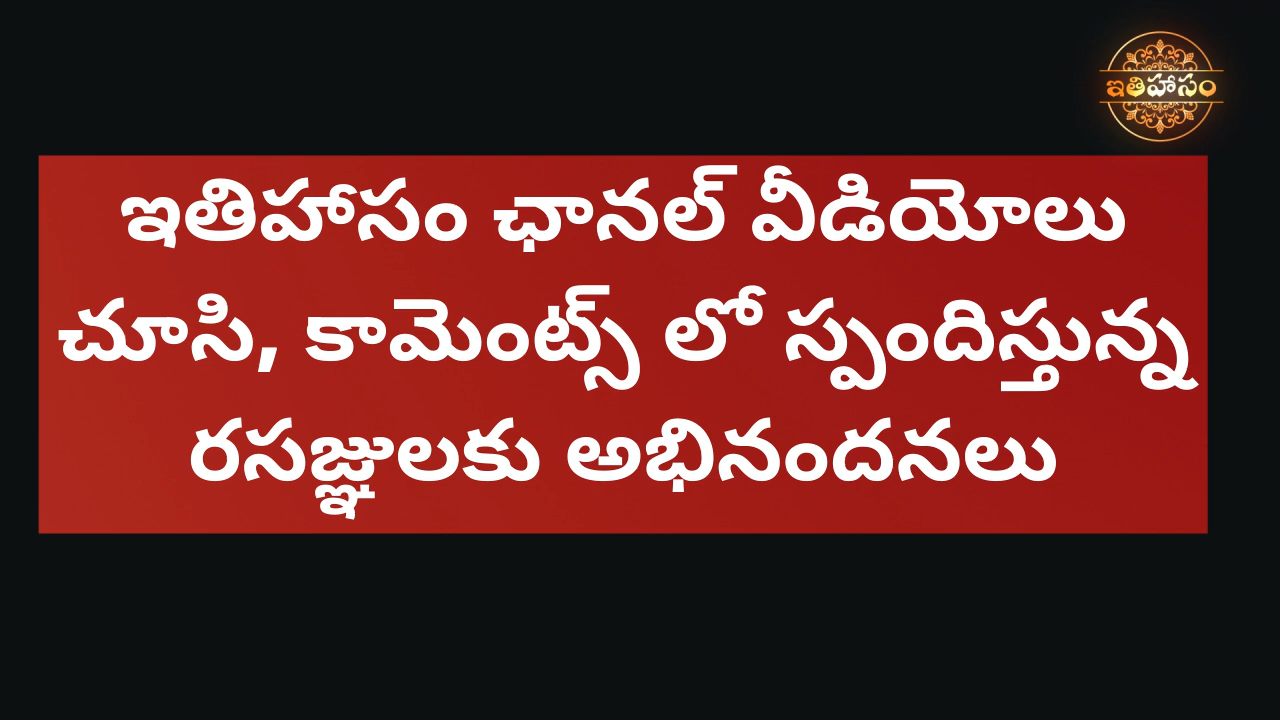 ఇతిహాసం
ఇతిహాసం ఛానల్ వీడియోలు
చూసి, కామెంట్స్ లో స్పందిస్తున్న
రసజ్ఞులకు అభినందనలు